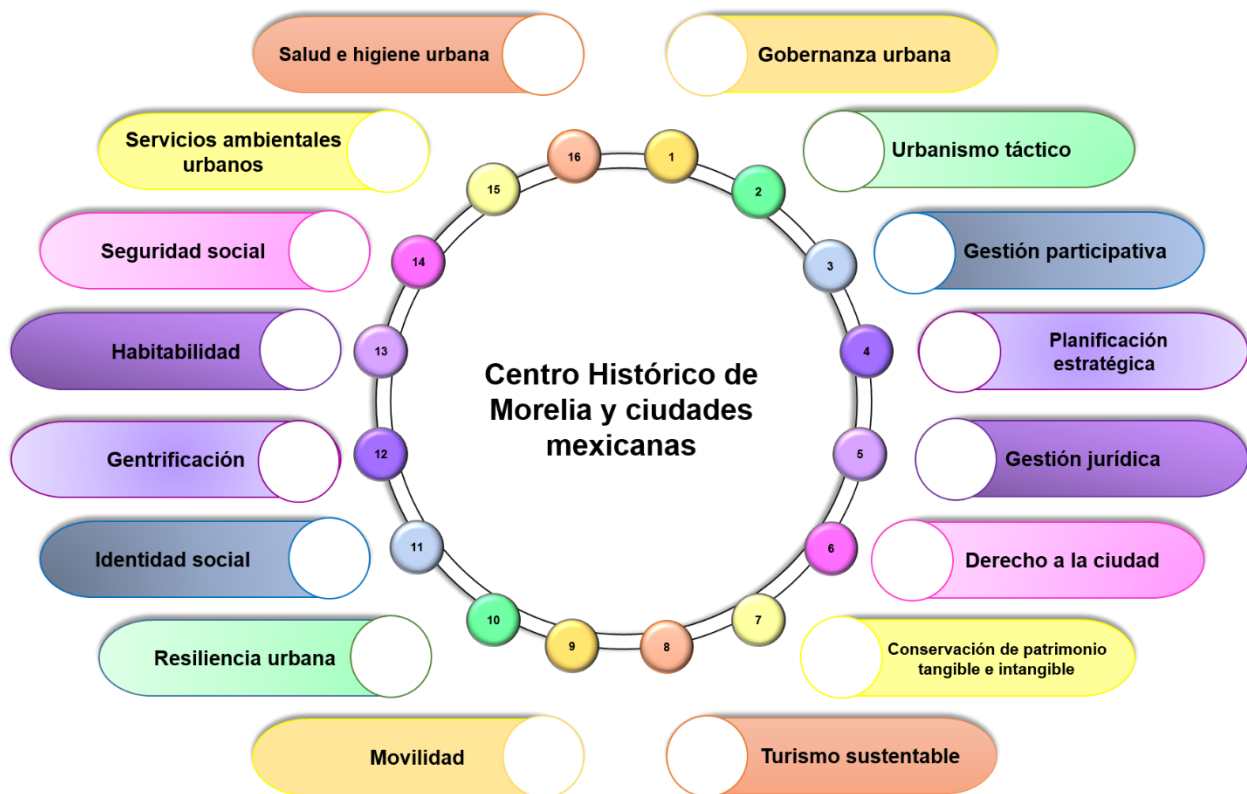 Salud e higiene urbana
Gobernanza urbana
Servicios ambientales
urbanos
Urbanismo táctico
Seguridad social
Gestión participativa
Habitabilidad
Planificación
estratégica
Gentrificación
Gestión jurídica
Identidad social
Derecho a la ciudad
Resiliencia urbana
Conservación de patrimonio
tangible e intangible
Movilidad
Turismo sustentable
Centro Histórico de
Morelia y ciudades
mexicanas
1
2
3
4
5
6
7
8
9
10
11
12
13
14
15
16